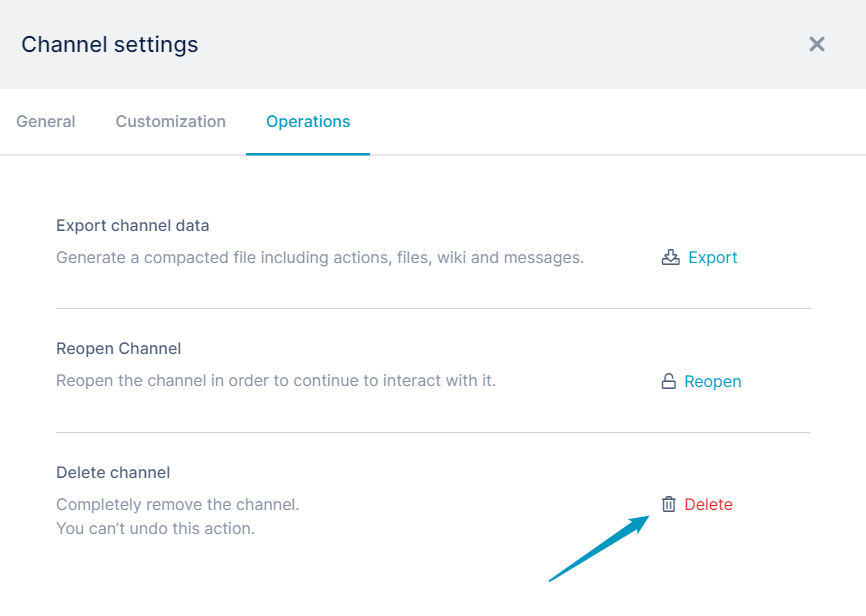 Channel settings
General
Customization
Operations
Export channel data
Generate a compacted file including actions, files, wiki and messages.
Export
Reopen Channel
Reopen the channel in order to continue to interact with it.
Reopen
Delete channel
Completely remove the channel.
You can’t undo this action.
Delete